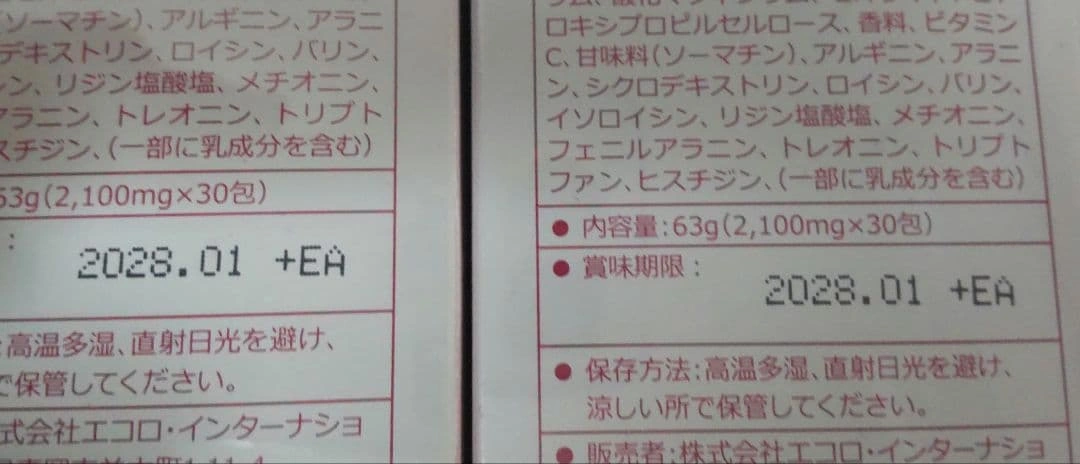 (ソーマチン)、アルギニン、アラニ
デキストリン、ロイシン、バリン、
ン、リジン塩酸塩、メチオニン、
アラニン、トレオニン、トリプト
スチジン、(一部に乳成分を含む)
63g(2,100mg×30包)
:
2028.01 +EA
高温多湿、直射日光を避け、
で保管してください。
式会社エコロ・インターナショ
ロキシプロピルセルロース、香料、ビタミン
C、甘味料(ソーマチン)、アルギニン、アラニ
ン、シクロデキストリン、ロイシン、バリン、
イソロイシン、リジン塩酸塩、メチオニン、
フェニルアラニン、トレオニン、トリプト
ファン、ヒスチジン、(一部に乳成分を含む)
● 内容量:63g(2,100mg×30包)
● 賞味期限:
2028.01 +EA
● 保存方法:高温多湿、直射日光を避け、
涼しい所で保管してください。
● 販売者:株式会社エコロ・インターナショ